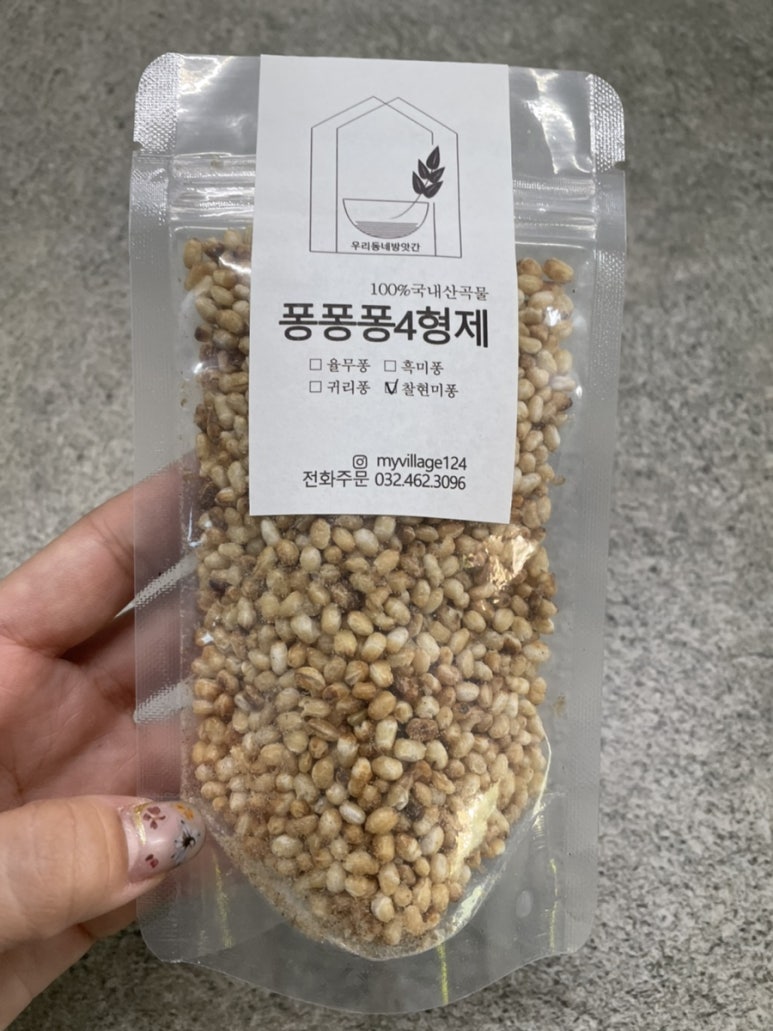 우리동네방앗간
100%국내산곡물
퐁퐁퐁4형제
☐ 율무퐁 ☐ 흑미퐁
☐ 귀리퐁 ☑ 찰현미퐁
myvillage124
전화주문 032.462.3096